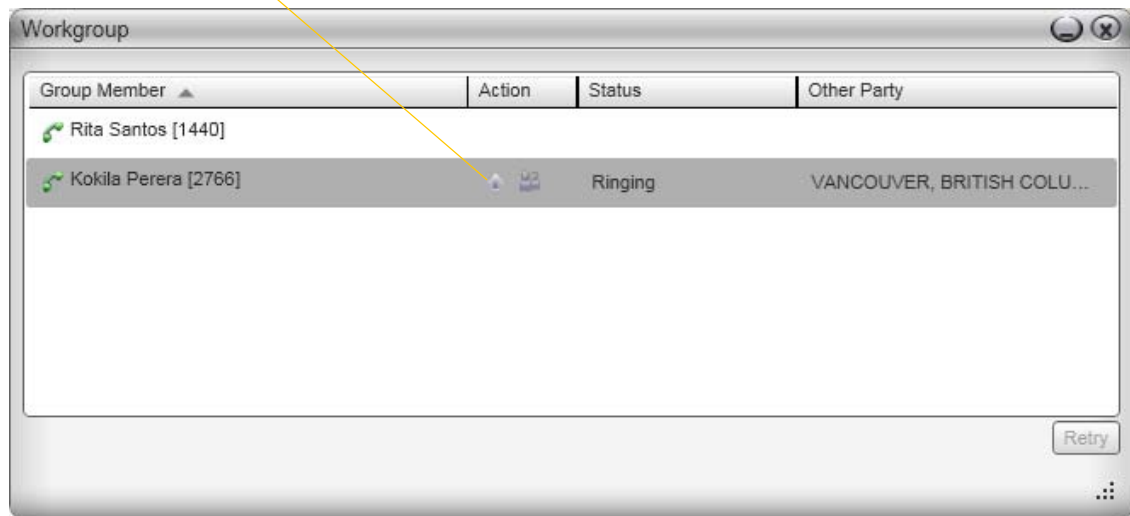 Workgroup
Group Member Action Status Other Party
Rita Santos [1440]
Kokila Perera [2766] Ringing VANCOUVER, BRITISH COLU...
Retry